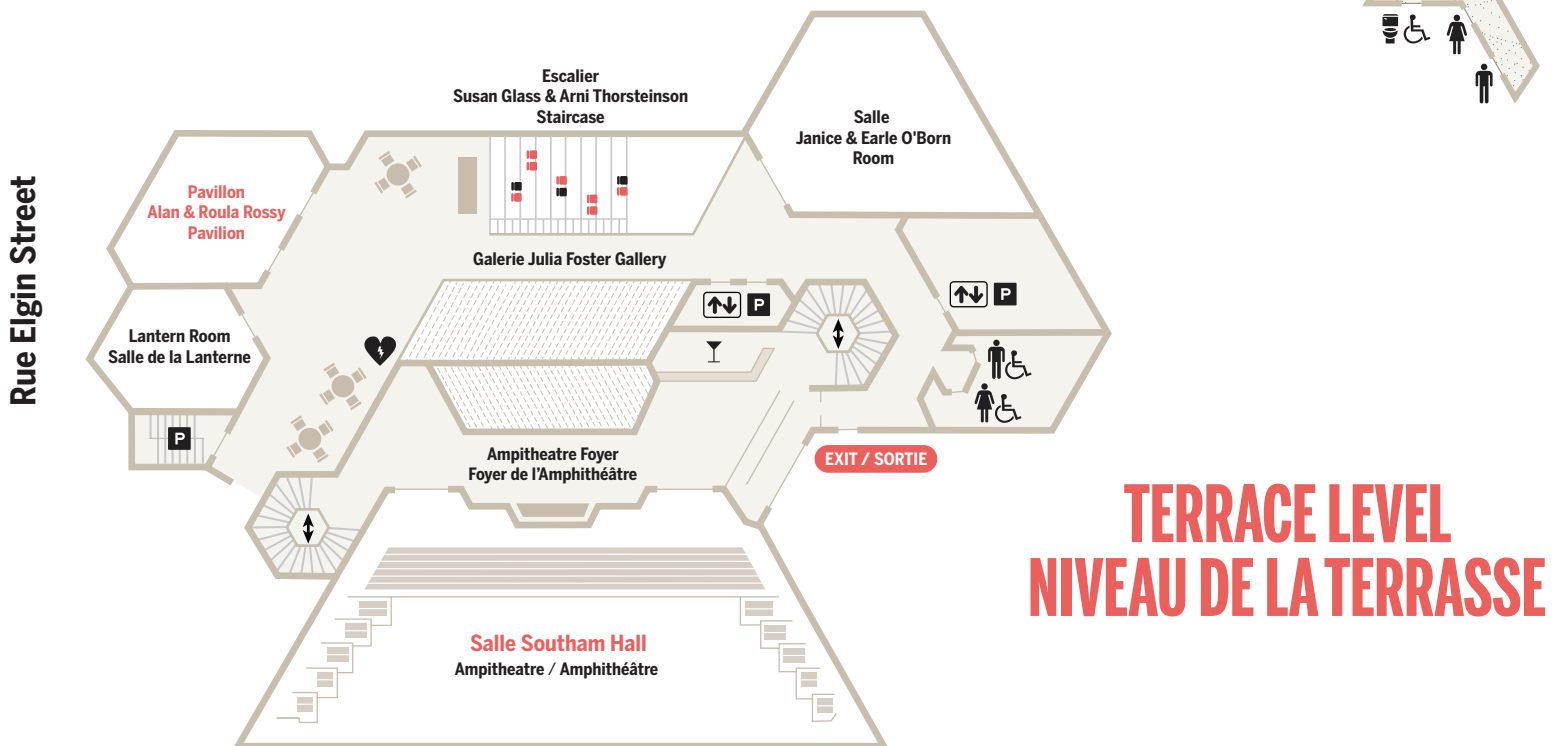 Rue Elgin Street
Escalier
Susan Glass & Arni Thorsteinson
Staircase
Salle
Janice & Earle O'Born
Room
Pavillon
Alan & Roula Rossy
Pavilion
Galerie Julia Foster Gallery
P
P
Lantern Room
Salle de la Lanterne
P
Ampitheatre Foyer
Foyer de l'Amphithéâtre
EXIT / SORTIE
TERRACE LEVEL
NIVEAU DE LA TERRASSE
Salle Southam Hall
Ampitheatre / Amphithéâtre